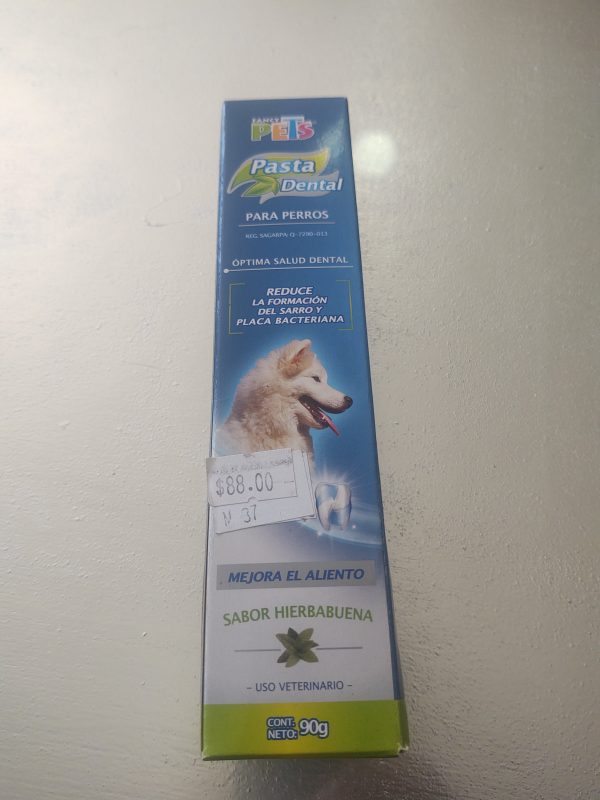 FANCY
PETS
Pasta
Dental
PARA PERROS
REG. SAGARPA: Q-7290-013
ÓPTIMA SALUD DENTAL
REDUCE
LA FORMACIÓN
DEL SARRO Y
PLACA BACTERIANA
$88.00
N 37
MEJORA EL ALIENTO
SABOR HIERBABUENA
- USO VETERINARIO -
CONT.
NETO: 90g